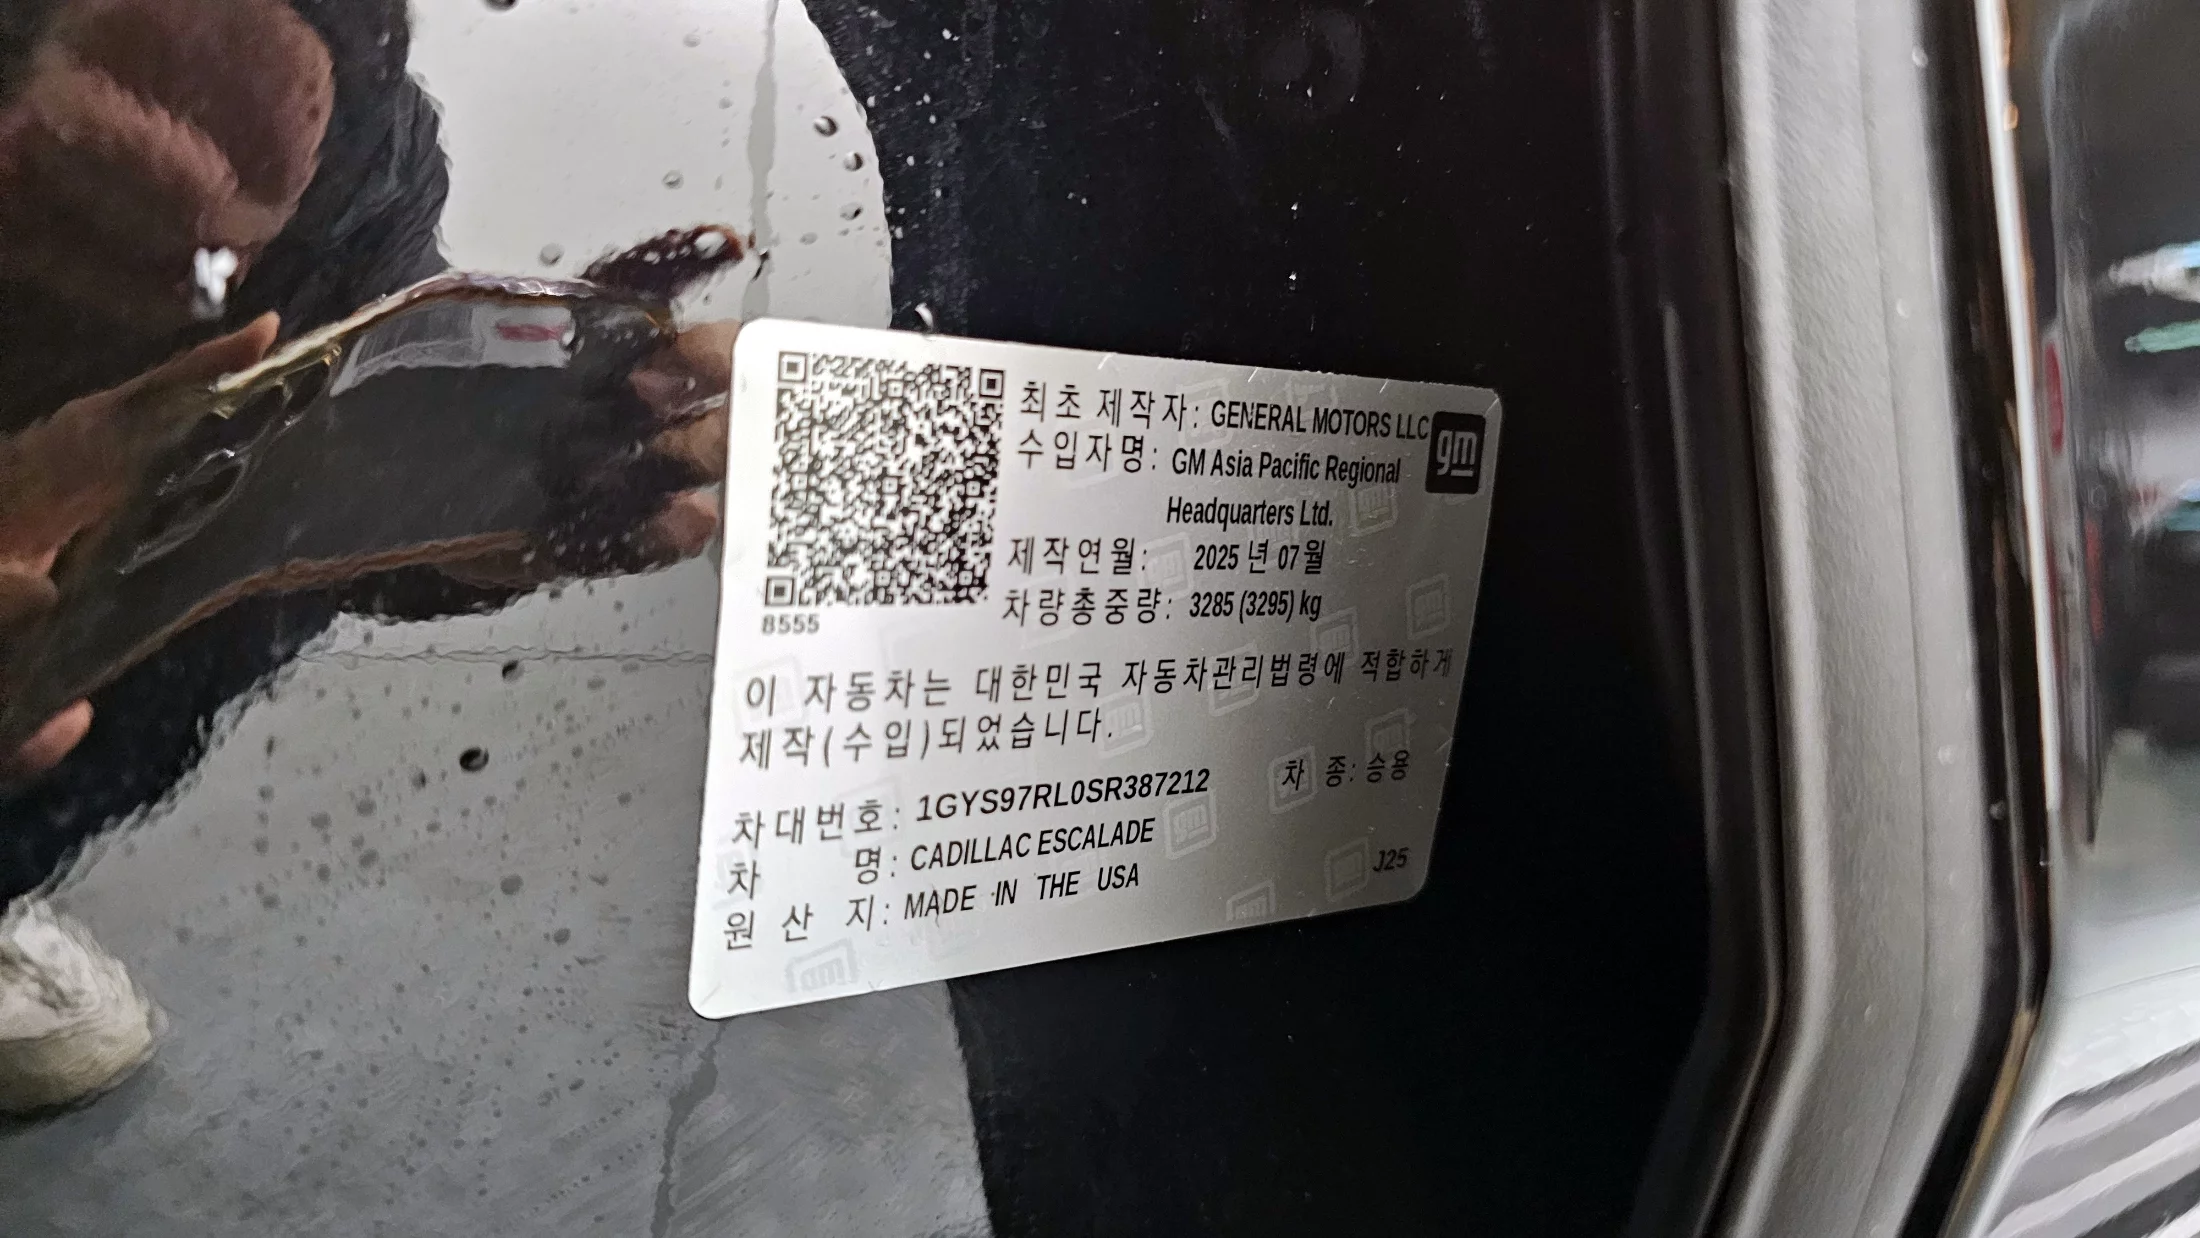 최초 제작자: GENERAL MOTORS LLC
gm
수입자명: GM Asia Pacific Regional
Headquarters Ltd.
제작연월: 2025 년 07월
차량총중량: 3285 (3295) kg
8555
이 자동차는 대한민국 자동차관리법령에 적합하게
제작(수입)되었습니다.
차대번호: 1GYS97RL0SR387212 차 종: 승용
차 명: CADILLAC ESCALADE
원 산 지: MADE IN THE USA
J25